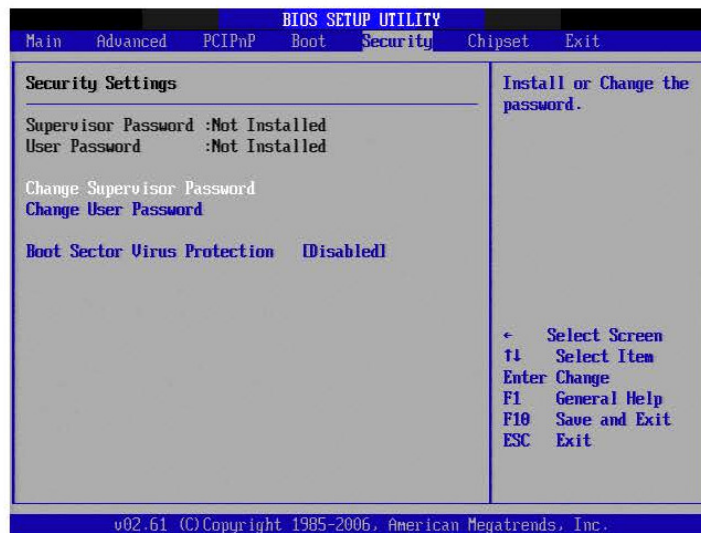 BIOS SETUP UTILITY
Main Advanced PCIPnP Boot Security Chipset Exit
Security Settings
Supervisor Password :Not Installed
User Password :Not Installed
Change Supervisor Password
Change User Password
Boot Sector Virus Protection [Disabled]
Install or Change the
password.
← Select Screen
↑↓ Select Item
Enter Change
F1 General Help
F10 Save and Exit
ESC Exit
v02.61 (C)Copyright 1985-2006, American Megatrends, Inc.